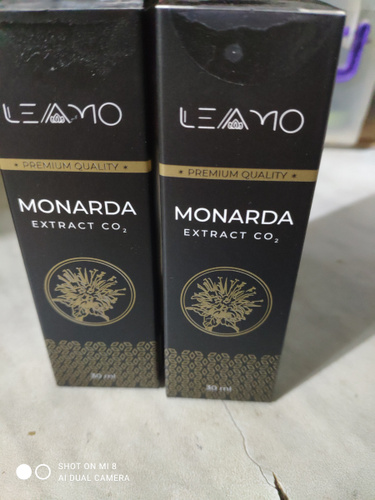 LEAMO
PREMIUM QUALITY
MONARDA
EXTRACT CO₂
30 ml
LEAMO
PREMIUM QUALITY
MONARDA
EXTRACT CO₂
30 ml
SHOT ON MI 8
AI DUAL CAMERA